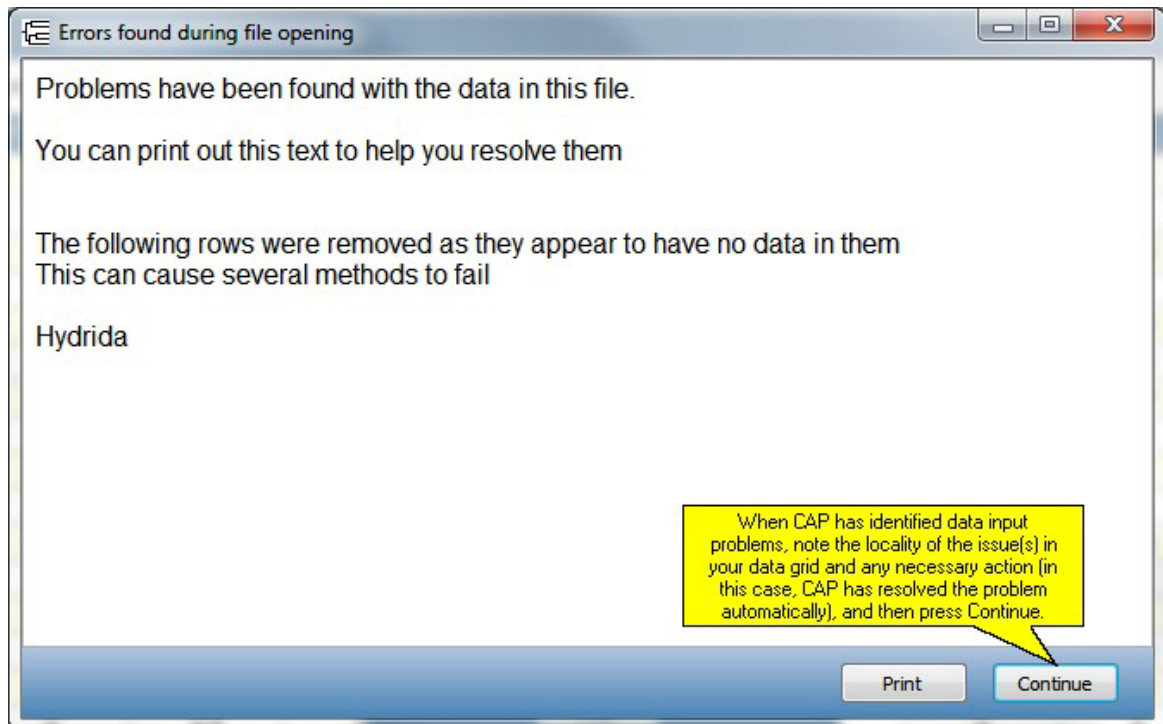 Errors found during file opening
Problems have been found with the data in this file.
You can print out this text to help you resolve them
The following rows were removed as they appear to have no data in them
This can cause several methods to fail
Hydrida
When CAP has identified data input
problems, note the locality of the issue(s) in
your data grid and any necessary action (in
this case, CAP has resolved the problem
automatically), and then press Continue.
Print
Continue